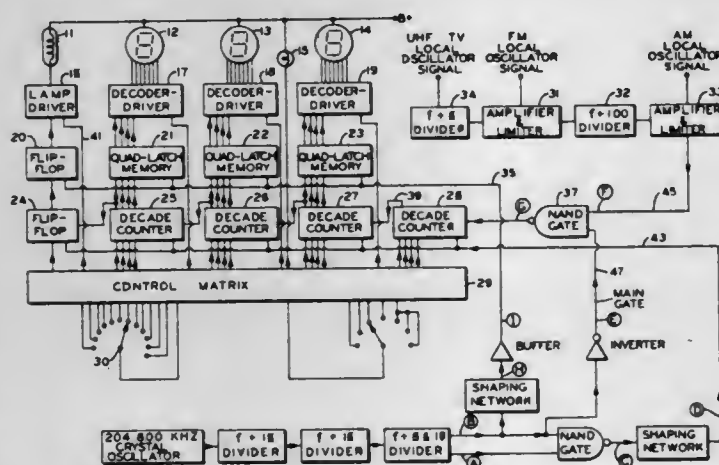 B+
11
12
13
15
14
UHF TV
LOCAL
OSCILLATOR
SIGNAL
FM
LOCAL
OSCILLATOR
SIGNAL
AM
LOCAL
OSCILLATOR
SIGNAL
16
17
18
19
LAMP
DRIVER
DECODER-
DRIVER
DECODER-
DRIVER
DECODER-
DRIVER
34
31
32
33
DIVIDER
AMPLIFIER
& LIMITER
f ÷ 100
DIVIDER
AMPLIFIER
& LIMITER
20
41
21
22
23
FLIP-
FLOP
QUAD-LATCH
MEMORY
QUAD-LATCH
MEMORY
QUAD-LATCH
MEMORY
35
24
25
26
27
39
28
37
F
45
FLIP-
FLOP
DECADE
COUNTER
DECADE
COUNTER
DECADE
COUNTER
DECADE
COUNTER
G
NAND
GATE
43
CONTROL MATRIX
29
47
MAIN
GATE
30
I
E
BUFFER
INVERTER
H
SHAPING
NETWORK
D
204.800 KHZ
CRYSTAL
OSCILLATOR
f ÷ 16
DIVIDER
f ÷ 16
DIVIDER
DIVIDER
B
A
NAND
GATE
C
SHAPING
NETWORK